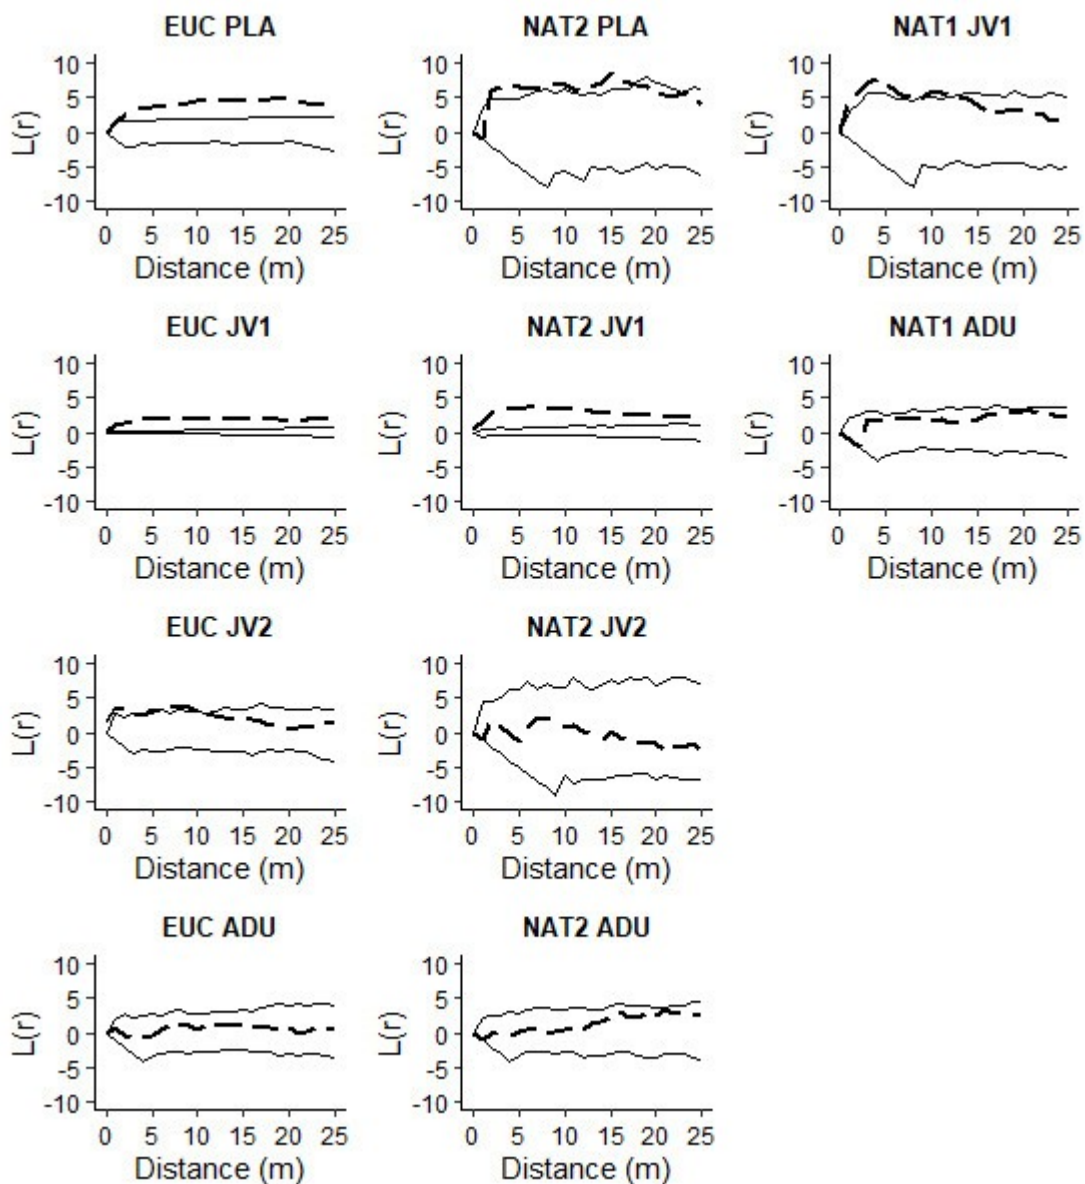 EUC PLA NAT2 PLA NAT1 JV1
L(r) 10 5 0 -5 -10 L(r) 10 5 0 -5 -10 L(r) 10 5 0 -5 -10
0 5 10 15 20 25 0 5 10 15 20 25 0 5 10 15 20 25
Distance (m) Distance (m) Distance (m)
EUC JV1 NAT2 JV1 NAT1 ADU
L(r) 10 5 0 -5 -10 L(r) 10 5 0 -5 -10 L(r) 10 5 0 -5 -10
0 5 10 15 20 25 0 5 10 15 20 25 0 5 10 15 20 25
Distance (m) Distance (m) Distance (m)
EUC JV2 NAT2 JV2
L(r) 10 5 0 -5 -10 L(r) 10 5 0 -5 -10
0 5 10 15 20 25 0 5 10 15 20 25
Distance (m) Distance (m)
EUC ADU NAT2 ADU
L(r) 10 5 0 -5 -10 L(r) 10 5 0 -5 -10
0 5 10 15 20 25 0 5 10 15 20 25
Distance (m) Distance (m)